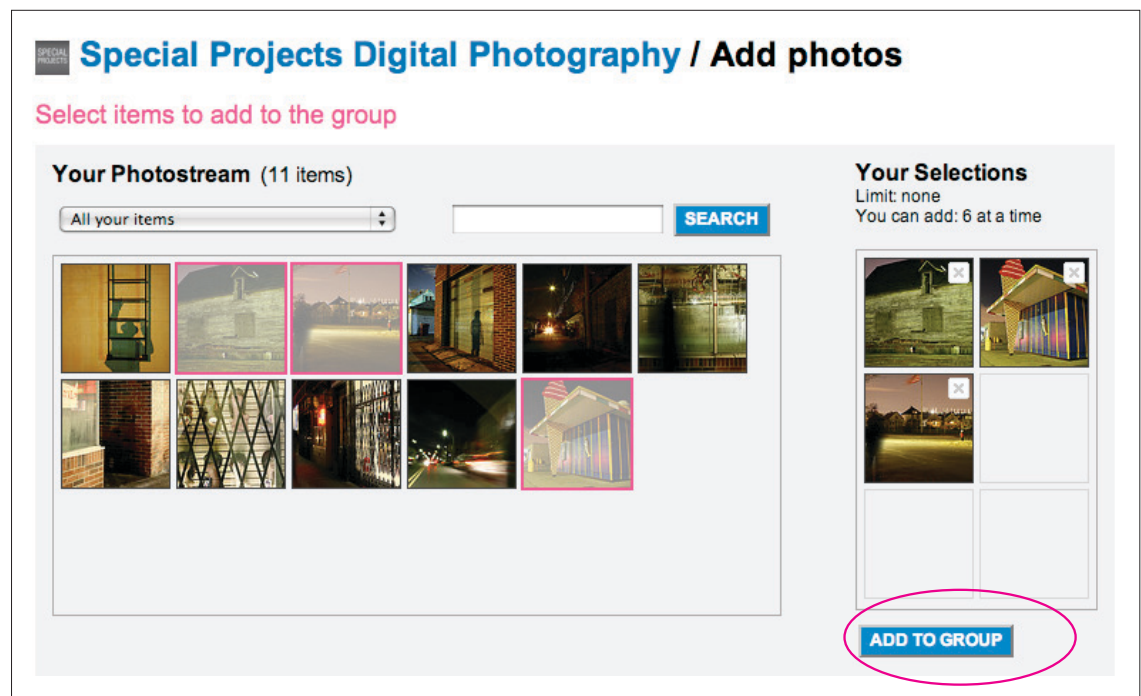 SPECIAL
PROJECTS
Special Projects Digital Photography / Add photos
Select items to add to the group
Your Photostream (11 items)
All your items
SEARCH
Your Selections
Limit: none
You can add: 6 at a time
ADD TO GROUP